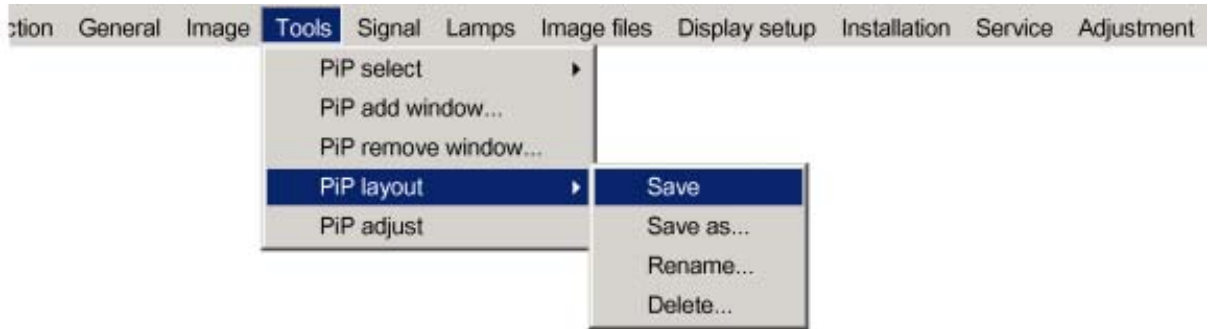 ction General Image Tools Signal Lamps Image files Display setup Installation Service Adjustment
PiP select
PiP add window...
PiP remove window...
PiP layout
PiP adjust
Save
Save as...
Rename...
Delete...